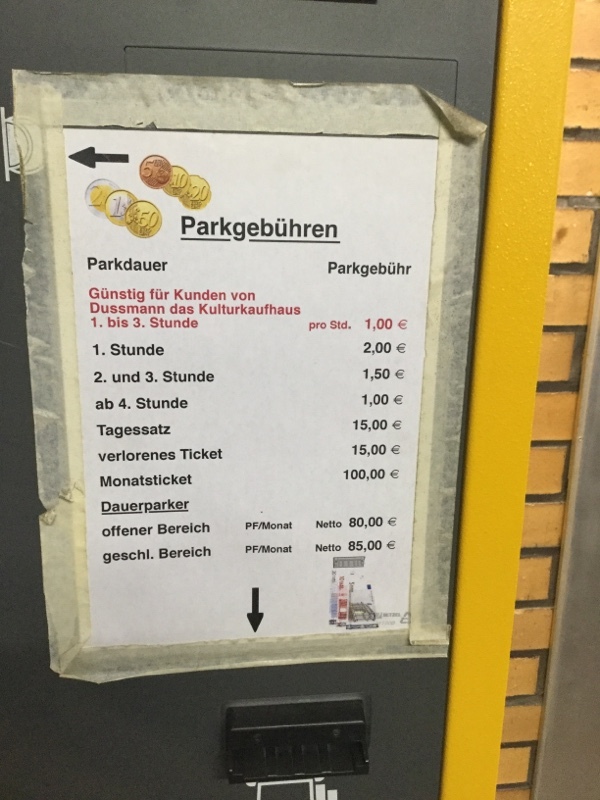 Parkgebühren
Parkdauer Parkgebühr
Günstig für Kunden von
Dussmann das Kulturkaufhaus
1. bis 3. Stunde pro Std. 1,00 €
1. Stunde 2,00 €
2. und 3. Stunde 1,50 €
ab 4. Stunde 1,00 €
Tagessatz 15,00 €
verlorenes Ticket 15,00 €
Monatsticket 100,00 €
Dauerparker
offener Bereich PF/Monat Netto 80,00 €
geschl. Bereich PF/Monat Netto 85,00 €